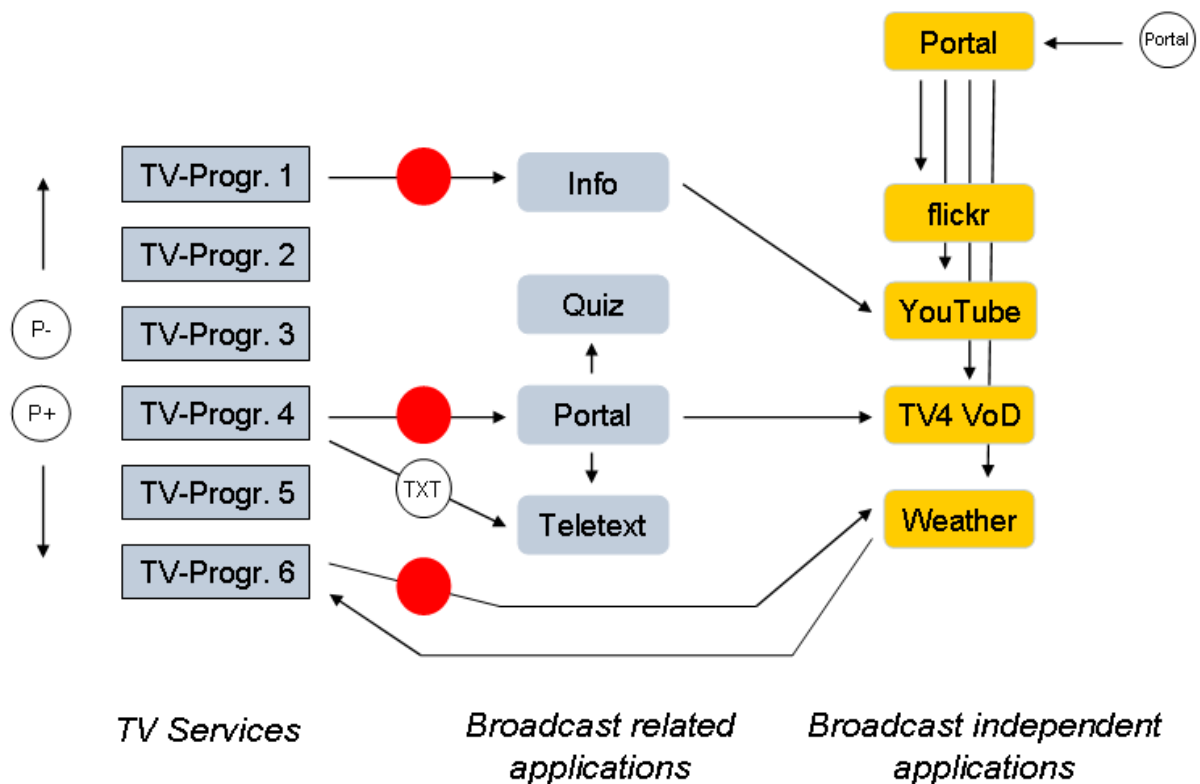 Portal
Portal
TV-Progr. 1
Info
flickr
TV-Progr. 2
Quiz
YouTube
P-
TV-Progr. 3
P+
TV-Progr. 4
Portal
TV4 VoD
TXT
TV-Progr. 5
Teletext
Weather
TV-Progr. 6
TV Services
Broadcast related
applications
Broadcast independent
applications